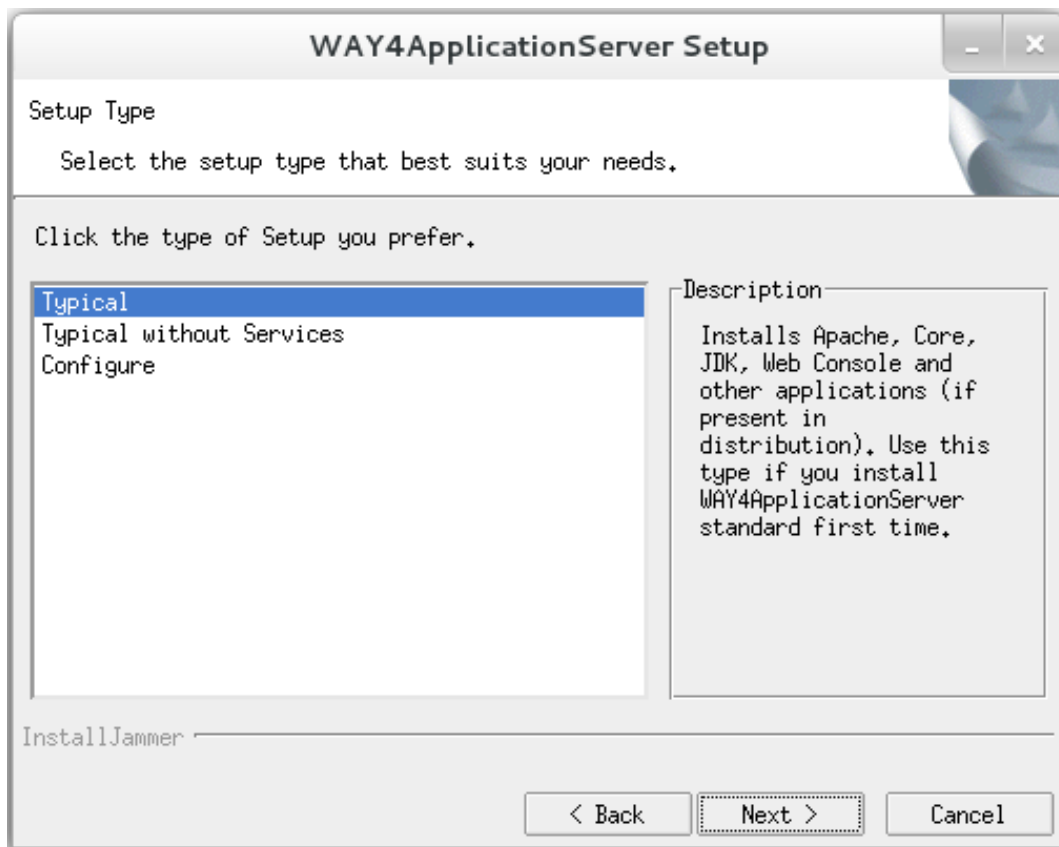 WAY4ApplicationServer Setup
Setup Type
Select the setup type that best suits your needs.
Click the type of Setup you prefer.
Typical
Typical without Services
Configure
Description
Installs Apache, Core,
JDK, Web Console and
other applications (if
present in
distribution). Use this
type if you install
WAY4ApplicationServer
standard first time.
InstallJammer
< Back
Next >
Cancel